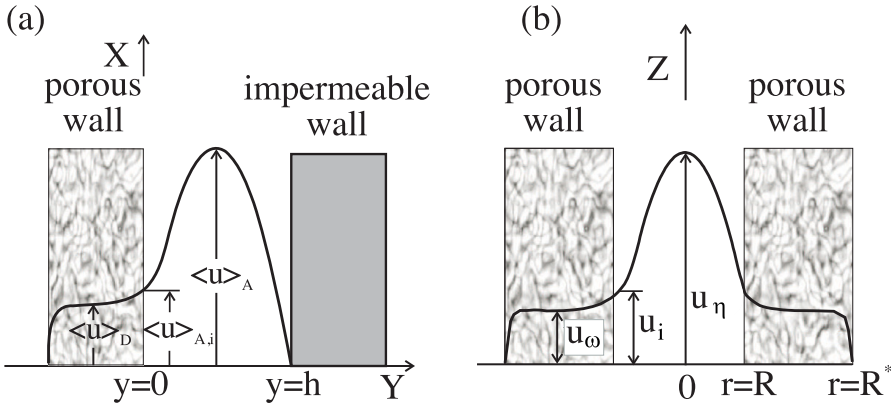 (a)
X
porous
wall
impermeable
wall
<u>A
<u>D
<u>A,i
y=0
y=h
Y
(b)
Z
porous
wall
porous
wall
uω
ui
uη
0
r=R
r=R*